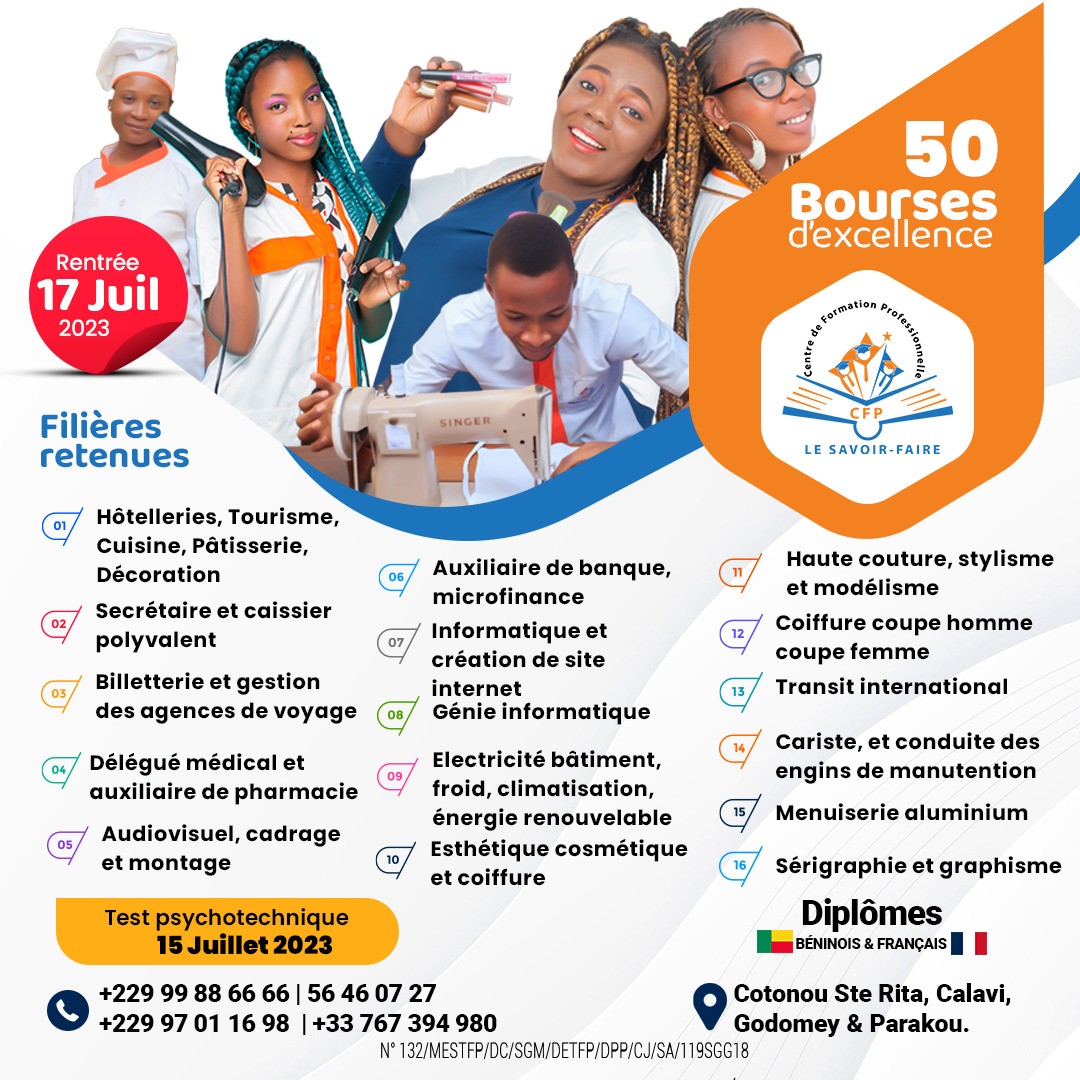 50
Bourses
d'excellence
Rentrée
17 Juil
2023
Centre de Formation Professionnelle
CFP
LE SAVOIR-FAIRE
SINGER
Filières
retenues
01 Hôtelleries, Tourisme,
Cuisine, Pâtisserie,
Décoration
02 Secrétaire et caissier
polyvalent
03 Billetterie et gestion
des agences de voyage
04 Délégué médical et
auxiliaire de pharmacie
05 Audiovisuel, cadrage
et montage
06 Auxiliaire de banque,
microfinance
07 Informatique et
création de site
internet
08 Génie informatique
09 Electricité bâtiment,
froid, climatisation,
énergie renouvelable
10 Esthétique cosmétique
et coiffure
11 Haute couture, stylisme
et modélisme
12 Coiffure coupe homme
coupe femme
13 Transit international
14 Cariste, et conduite des
engins de manutention
15 Menuiserie aluminium
16 Sérigraphie et graphisme
Test psychotechnique
15 Juillet 2023
Diplômes
BÉNINOIS & FRANÇAIS
+229 99 88 66 66 | 56 46 07 27
+229 97 01 16 98 | +33 767 394 980
Cotonou Ste Rita, Calavi,
Godomey & Parakou.
N° 132/MESTFP/DC/SGM/DETFP/DPP/CJ/SA/119SGG18